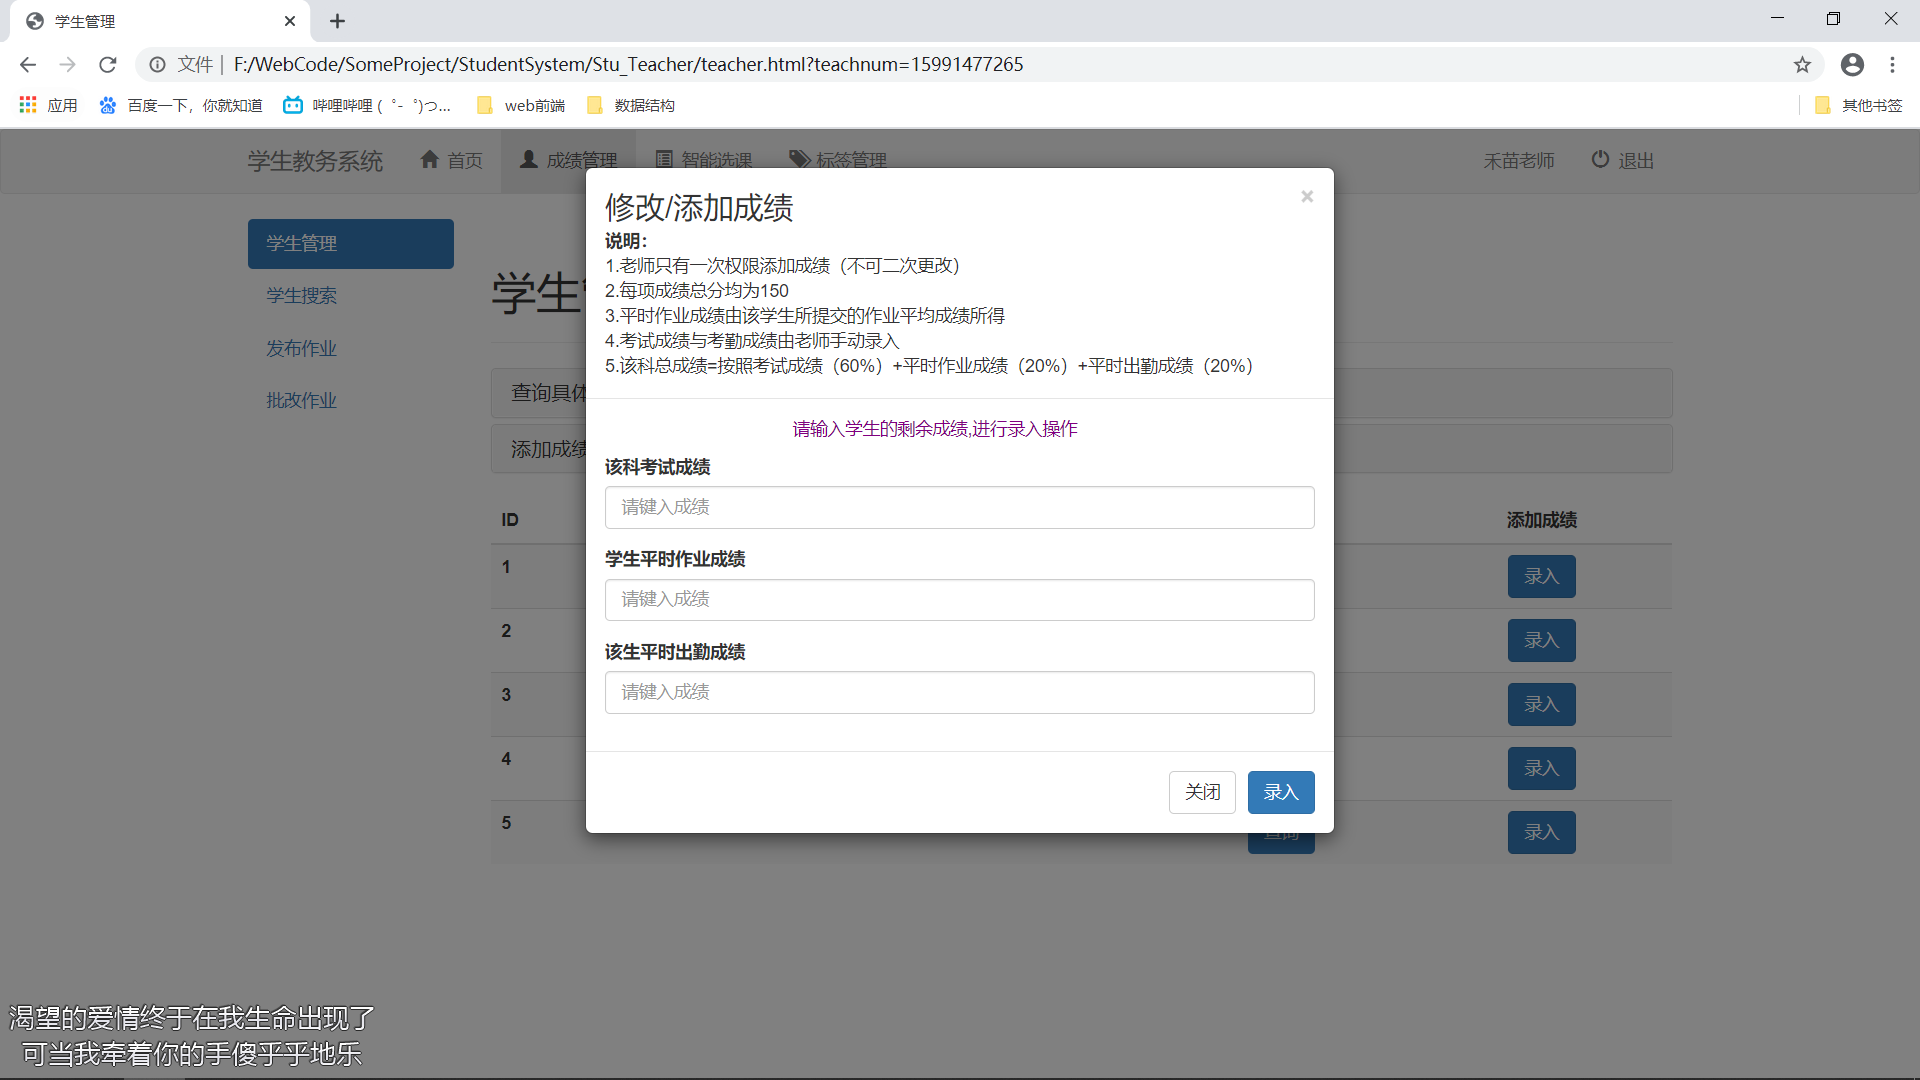 学生管理
文件 | F:/WebCode/SomeProject/StudentSystem/Stu_Teacher/teacher.html?teachnum=15991477265
应用 百度一下，你就知道 哔哩哔哩 ( ゜- ゜)つ... web前端 数据结构 其他书签
学生教务系统 首页 成绩管理 智能选课 标签管理 禾苗老师 退出
学生管理
学生搜索
发布作业
批改作业
学生
查询具体
添加成绩
ID 添加成绩
1 录入
2 录入
3 录入
4 录入
5 查询 录入
修改/添加成绩 ×
说明：
1.老师只有一次权限添加成绩（不可二次更改）
2.每项成绩总分均为150
3.平时作业成绩由该学生所提交的作业平均成绩所得
4.考试成绩与考勤成绩由老师手动录入
5.该科总成绩=按照考试成绩（60%）+平时作业成绩（20%）+平时出勤成绩（20%）
请输入学生的剩余成绩,进行录入操作
该科考试成绩
请键入成绩
学生平时作业成绩
请键入成绩
该生平时出勤成绩
请键入成绩
关闭 录入
渴望的爱情终于在我生命出现了
可当我牵着你的手傻乎乎地乐